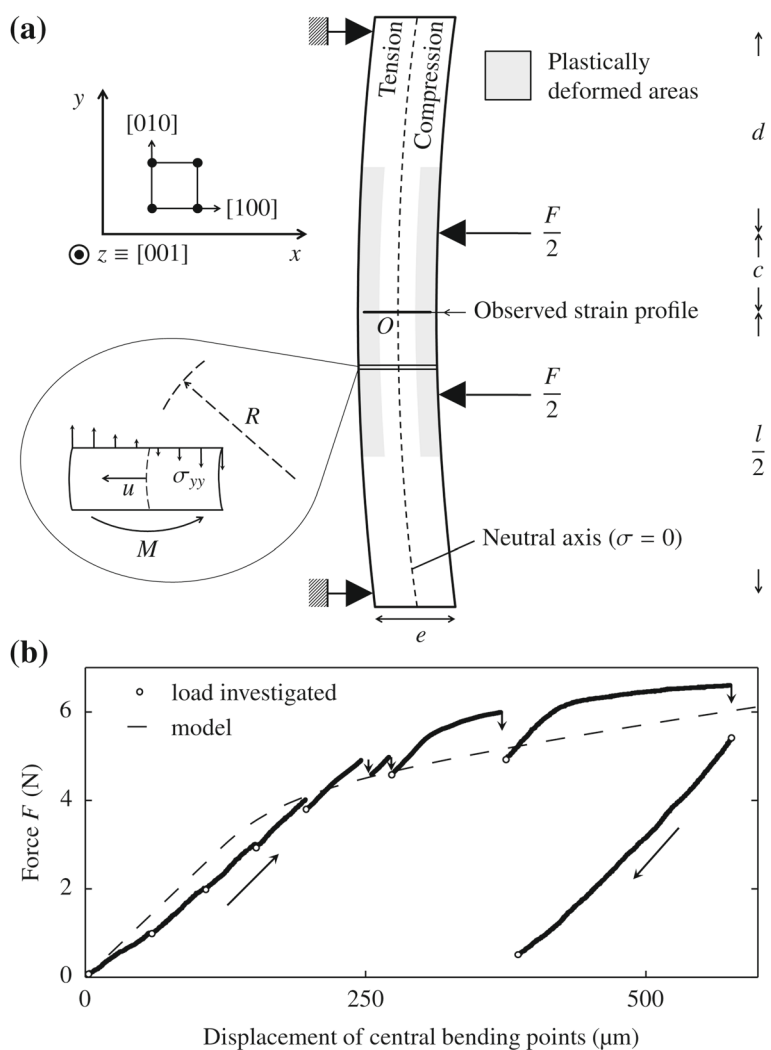 (a)
Tension
Compression
Plastically
deformed areas
y
[010]
[100]
z ≡ [001]
x
d
F
2
c
Observed strain profile
O
F
2
R
l
2
u
σyy
M
Neutral axis (σ = 0)
e
(b)
load investigated
model
6
4
2
0
Force F (N)
0
250
500
Displacement of central bending points (µm)